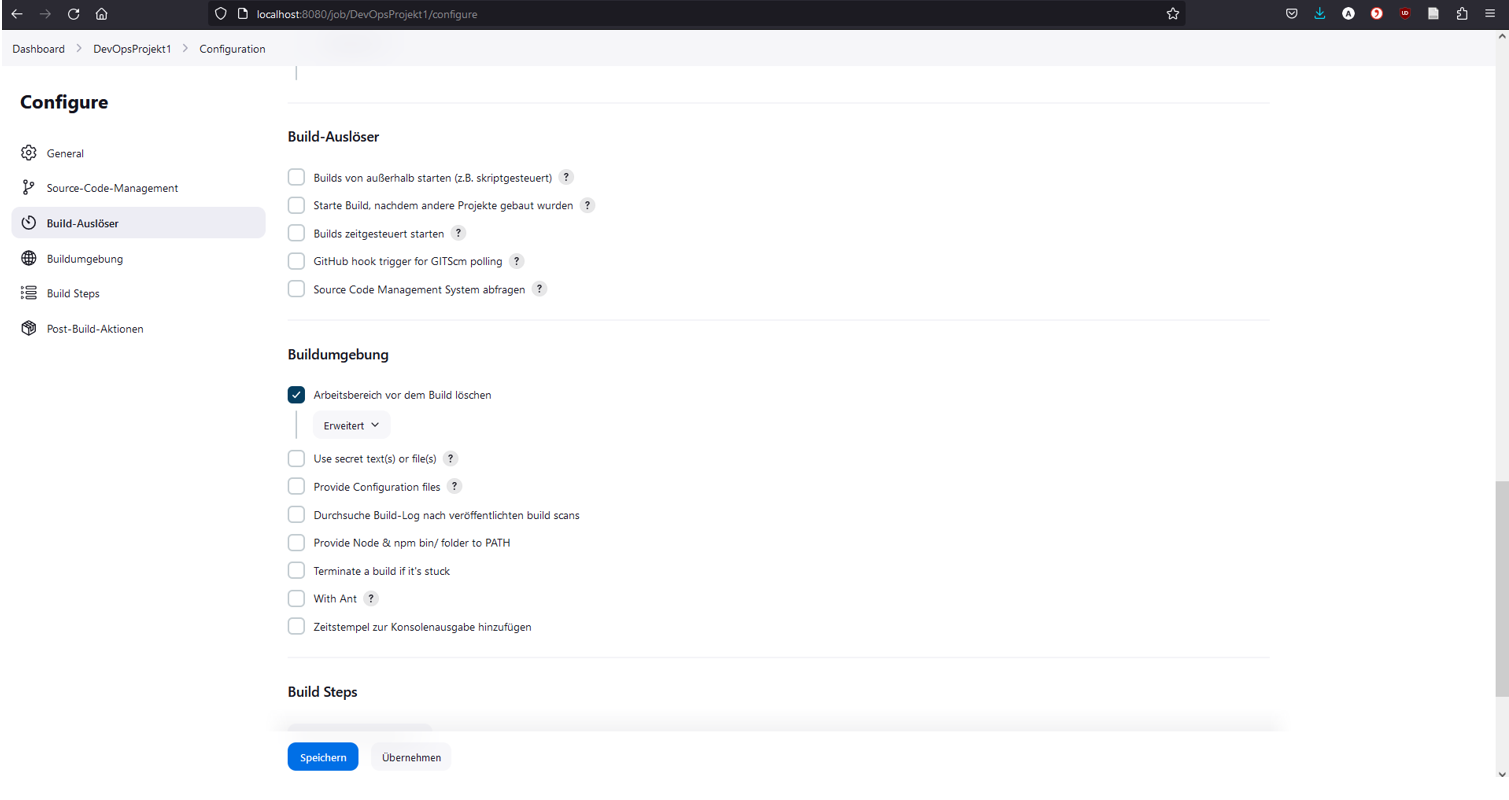 localhost:8080/job/DevOpsProjekt1/configure
Dashboard > DevOpsProjekt1 > Configuration
Configure
General
Source-Code-Management
Build-Auslöser
Buildumgebung
Build Steps
Post-Build-Aktionen
Build-Auslöser
Builds von außerhalb starten (z.B. skriptgesteuert) ?
Starte Build, nachdem andere Projekte gebaut wurden ?
Builds zeitgesteuert starten ?
GitHub hook trigger for GITScm polling ?
Source Code Management System abfragen ?
Buildumgebung
Arbeitsbereich vor dem Build löschen
Erweitert
Use secret text(s) or file(s) ?
Provide Configuration files ?
Durchsuche Build-Log nach veröffentlichten build scans
Provide Node & npm bin/ folder to PATH
Terminate a build if it's stuck
With Ant ?
Zeitstempel zur Konsolenausgabe hinzufügen
Build Steps
Speichern
Übernehmen